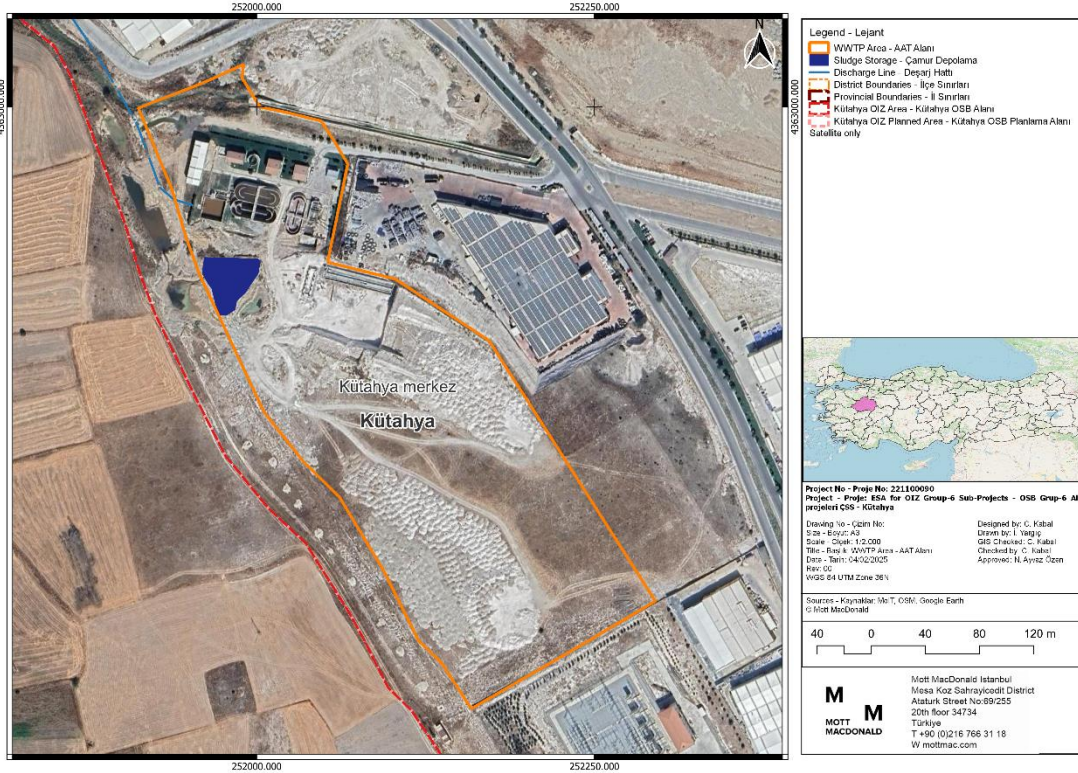 252000.000
252250.000
N
4363000.000
4363000.000
Kütahya merkez
Kütahya
252000.000
252250.000
Legend - Lejant
WWTP Area - AAT Alanı
Sludge Storage - Çamur Depolama
Discharge Line - Deşarj Hattı
District Boundaries - İlçe Sınırları
Provincial Boundaries - İl Sınırları
Kütahya OIZ Area - Kütahya OSB Alanı
Kütahya OIZ Planned Area - Kütahya OSB Planlama Alanı
Satellite only
Project No - Proje No: 221100090
Project - Proje: ESA for OIZ Group-6 Sub-Projects - OSB Grup-6 Al
projeleri ÇSS - Kütahya
Drawing No - Çizim No:
Size - Boyut: A3
Scale - Ölçek: 1/2.000
Title - Başlık: WWTP Area - AAT Alanı
Date - Tarih: 04/02/2025
Rev: 00
WGS 84 UTM Zone 36N
Designed by: C. Kabal
Drawn by: I. Yargıç
GIS Checked: C. Kabal
Checked by: C. Kabal
Approved: N. Ayvaz Özen
Sources - Kaynaklar: MoIT, OSM, Google Earth
© Mott MacDonald
40 0 40 80 120 m
M M
MOTT
MACDONALD
Mott MacDonald Istanbul
Mesa Koz Sahrayicedit District
Ataturk Street No:69/255
20th floor 34734
Türkiye
T +90 (0)216 766 31 18
W mottmac.com